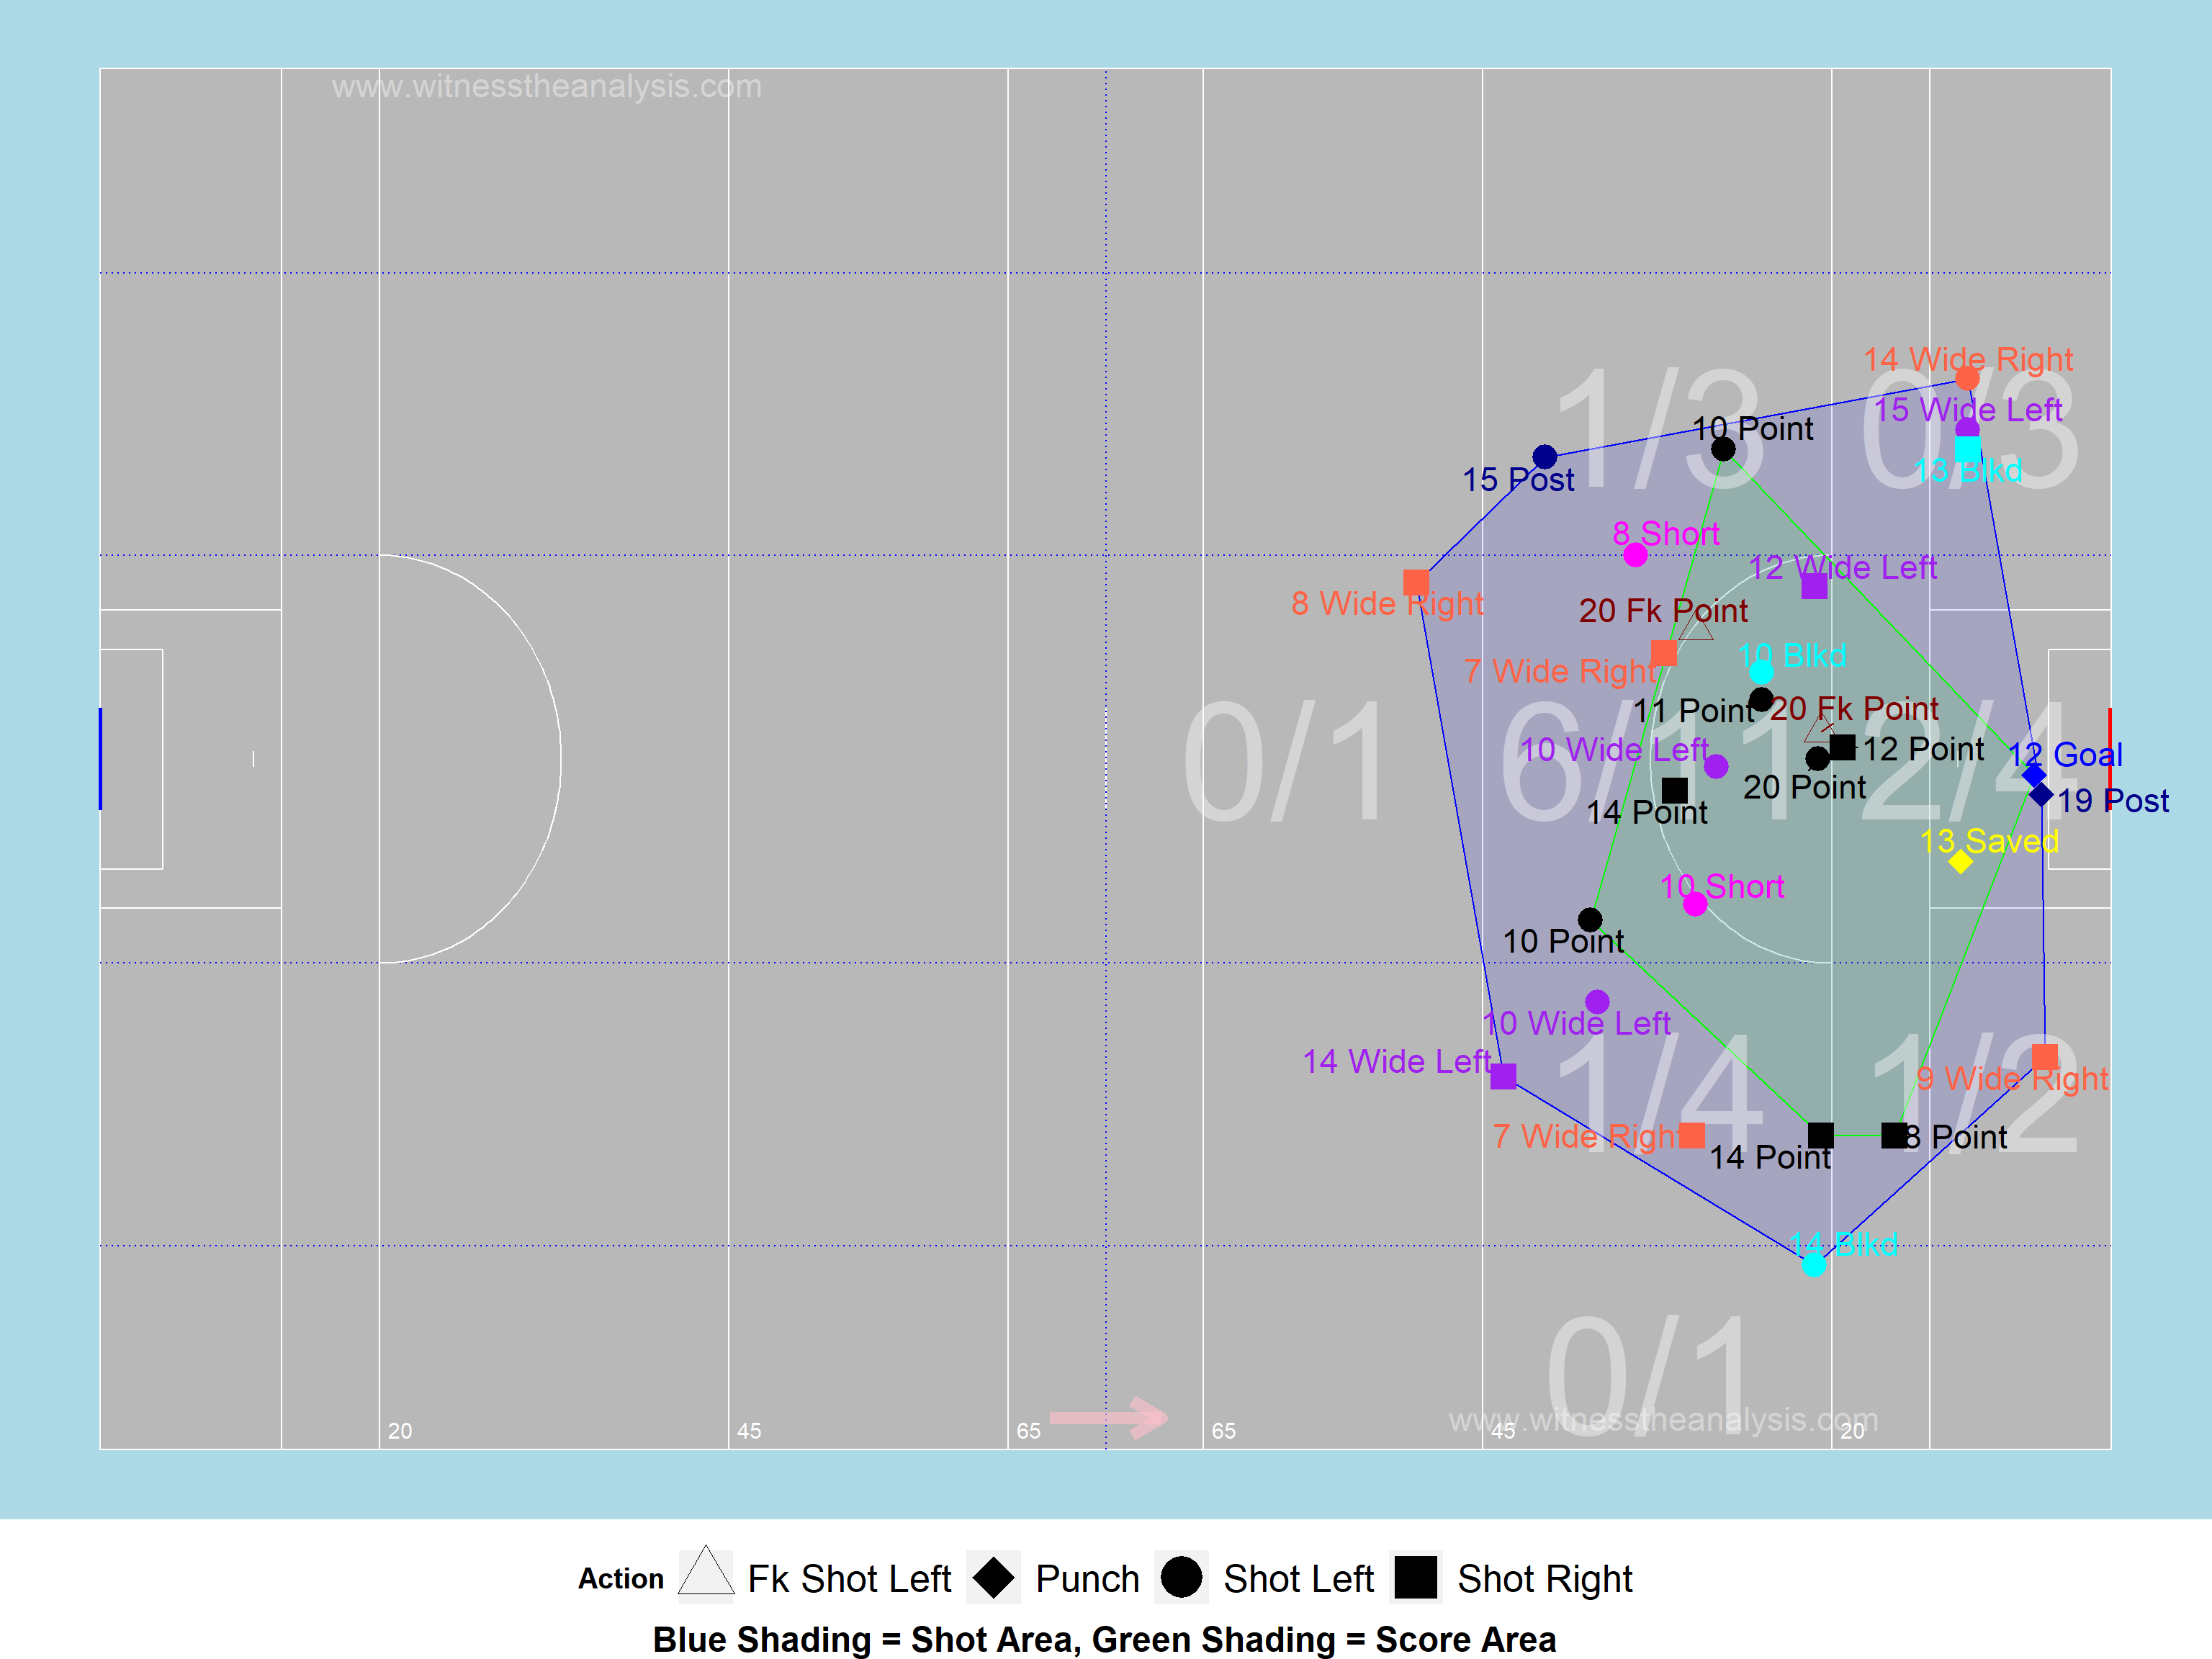 www.witnesstheanalysis.com
14 Wide Right
1/3
0/3
15 Wide Left
10 Point
13 Blkd
15 Post
8 Short
12 Wide Left
8 Wide Right
20 Fk Point
10 Blkd
7 Wide Right
11 Point
20 Fk Point
0/1
6/11
2/4
10 Wide Left
12 Point
12 Goal
20 Point
19 Post
14 Point
13 Saved
10 Short
10 Point
10 Wide Left
14 Wide Left
1/4
1/2
9 Wide Right
7 Wide Right
14 Point
8 Point
14 Blkd
0/1
www.witnesstheanalysis.com
20
45
65
65
45
20
Action Fk Shot Left Punch Shot Left Shot Right
Blue Shading = Shot Area, Green Shading = Score Area